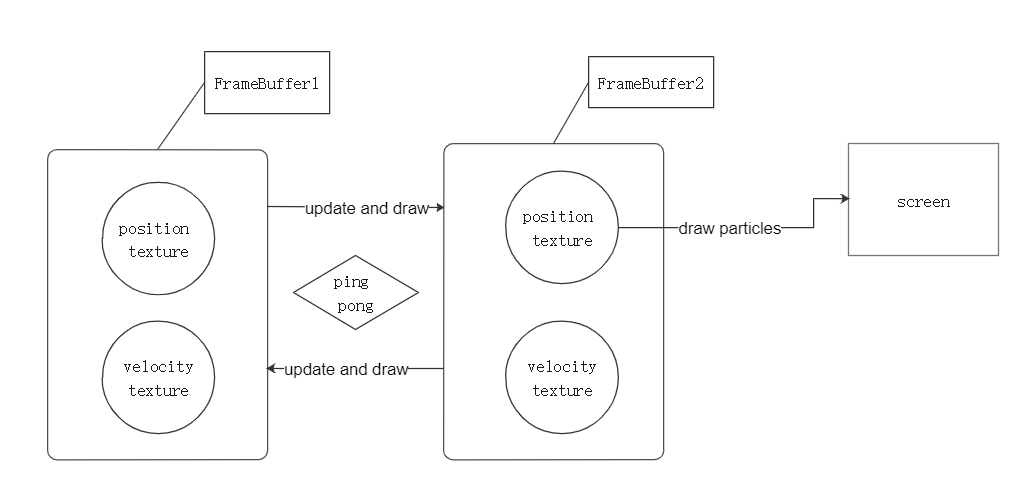 FrameBuffer1
FrameBuffer2
position
texture
update and draw
position
texture
draw particles
screen
ping
pong
velocity
texture
update and draw
velocity
texture